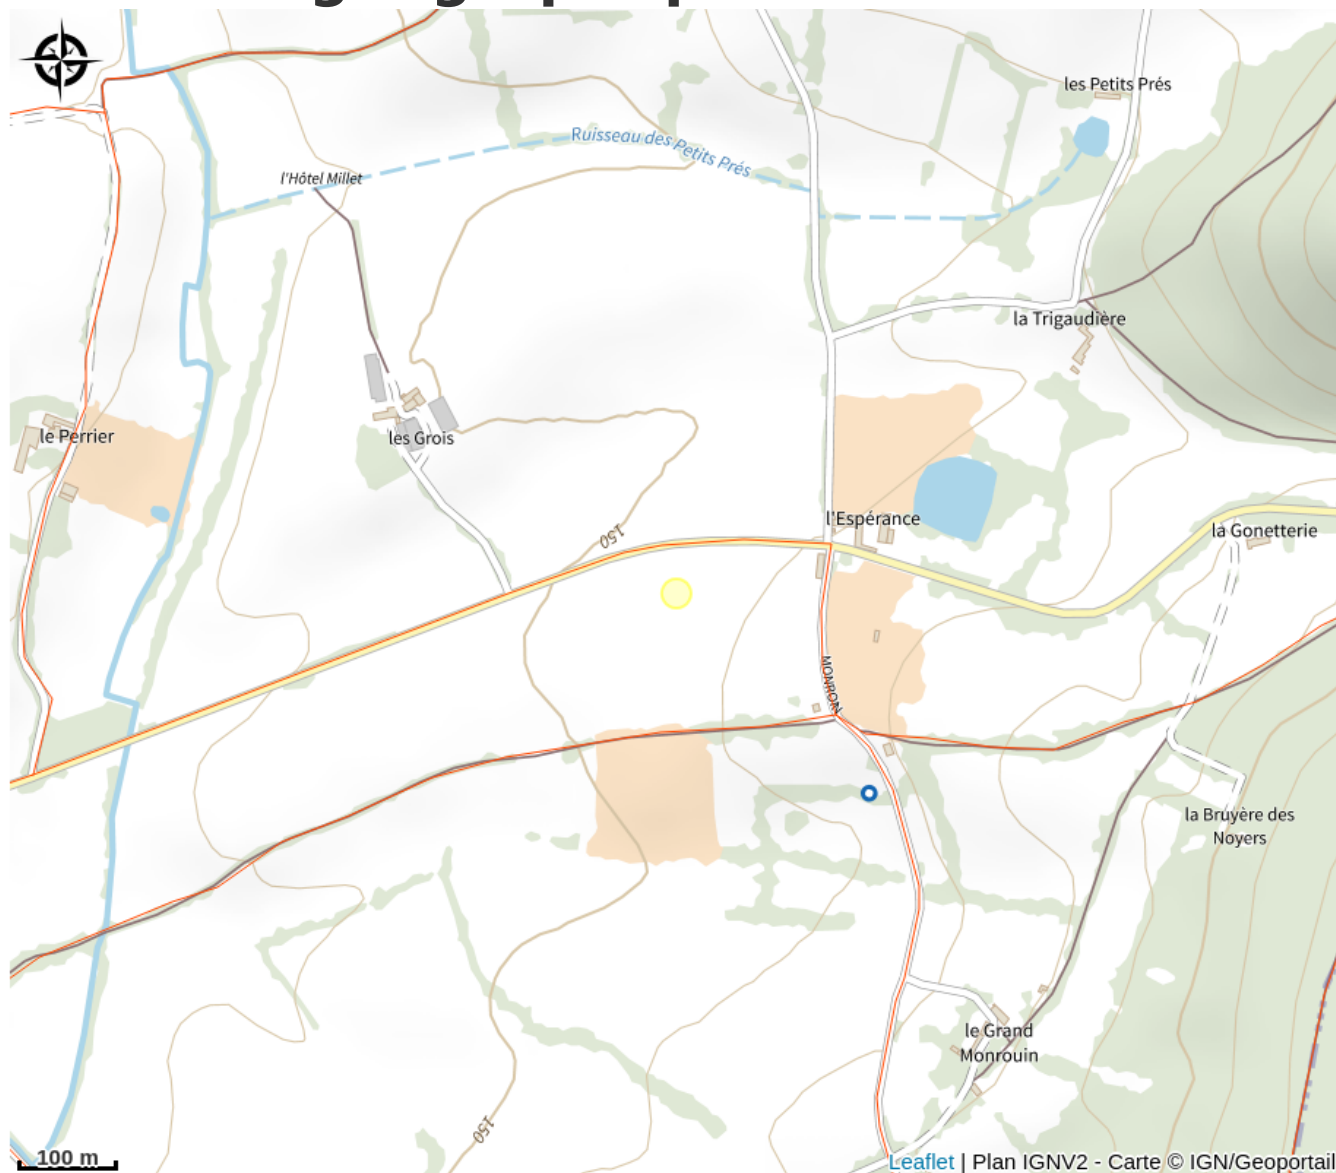 les Petits Prés
Ruisseau des Petits Prés
l'Hôtel Millet
la Trigaudière
le Perrier
les Grois
l'Espérance
la Gonetterie
150
MONRON
la Bruyère des
Noyers
le Grand
Monrouin
150
100 m
Leaflet | Plan IGNV2 - Carte © IGN/Geoportail